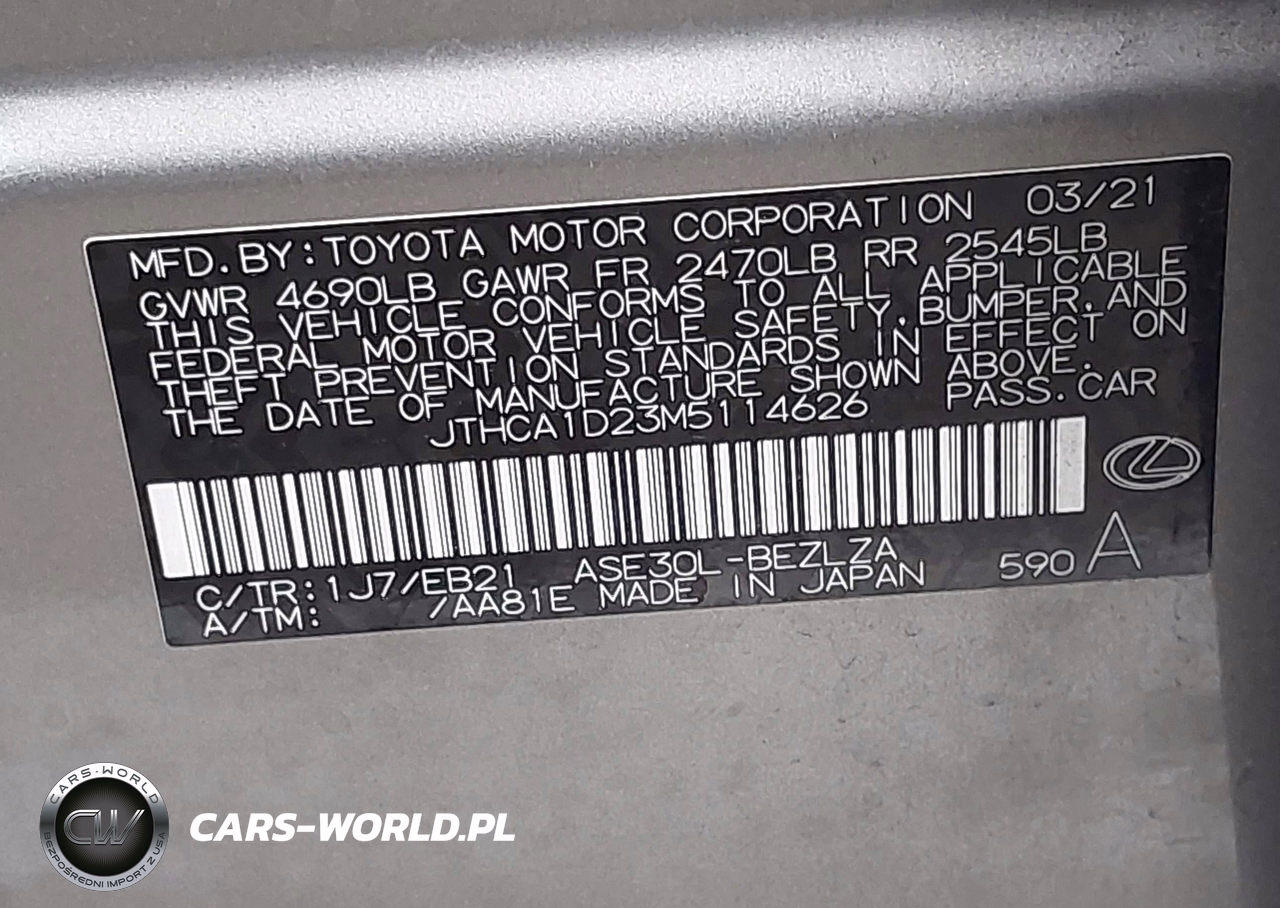 MFD.BY:TOYOTA MOTOR CORPORATION 03/21
GVWR 4690LB GAWR FR 2470LB RR 2545LB
THIS VEHICLE CONFORMS TO ALL APPLICABLE
FEDERAL MOTOR VEHICLE SAFETY,BUMPER,AND
THEFT PREVENTION STANDARDS IN EFFECT ON
THE DATE OF MANUFACTURE SHOWN ABOVE.
JTHCA1D23M5114626 PASS.CAR
C/TR:1J7/EB21 ASE30L-BEZLZA
A/TM: /AA81E MADE IN JAPAN 590 A
CARS-WORLD
CW
BEZPOŚREDNI IMPORT Z USA
CARS-WORLD.PL